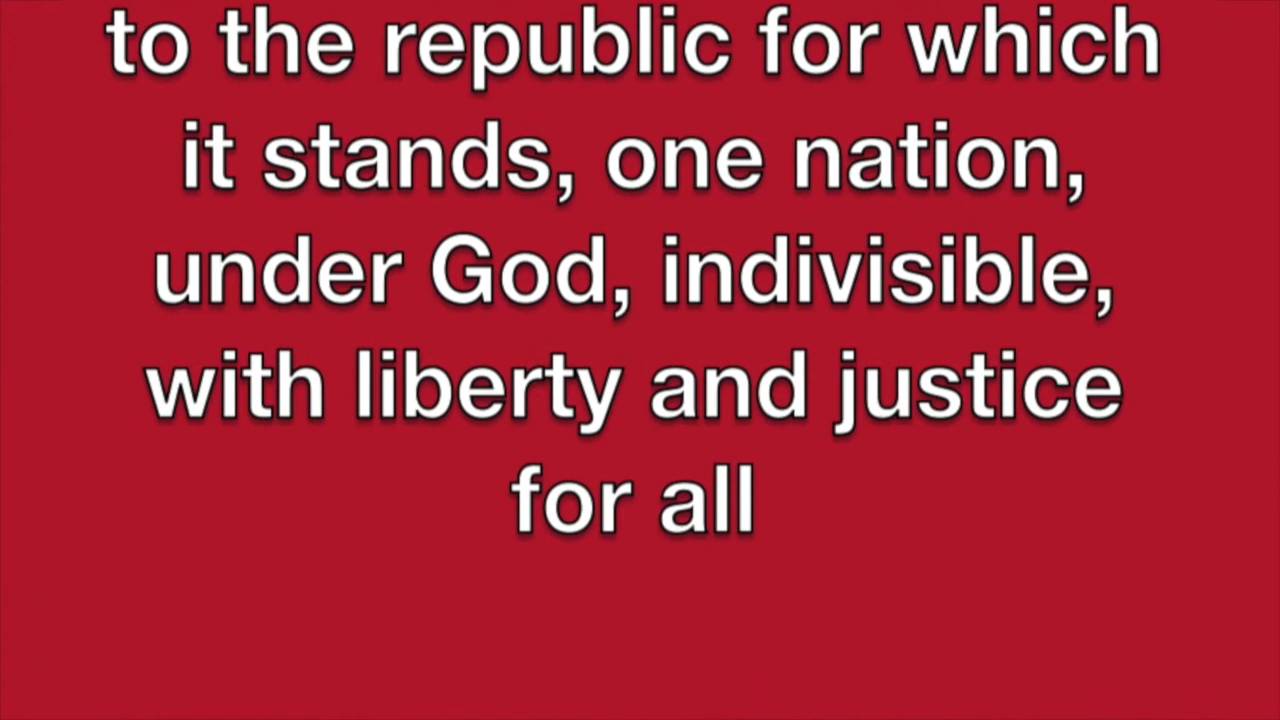 to the republic for which
it stands, one nation,
under God, indivisible,
with liberty and justice
for all